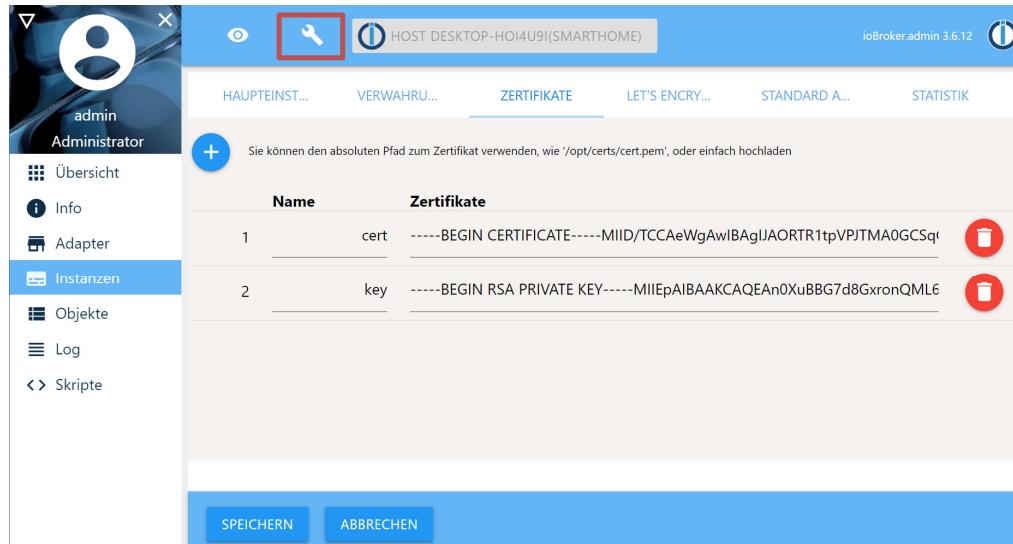 HOST DESKTOP-HOI4U9I(SMARTHOME)
ioBroker.admin 3.6.12
admin
Administrator
Übersicht
Info
Adapter
Instanzen
Objekte
Log
Skripte
HAUPTEINST...
VERWAHRU...
ZERTIFIKATE
LET'S ENCRY...
STANDARD A...
STATISTIK
Sie können den absoluten Pfad zum Zertifikat verwenden, wie '/opt/certs/cert.pem', oder einfach hochladen
Name Zertifikate
1 cert -----BEGIN CERTIFICATE-----MIID/TCCAeWgAwIBAgIJAORTR1tpVPJTMA0GCSq
2 key -----BEGIN RSA PRIVATE KEY-----MIIEpAIBAAKCAQEAn0XuBBG7d8GxronQML6
SPEICHERN
ABBRECHEN